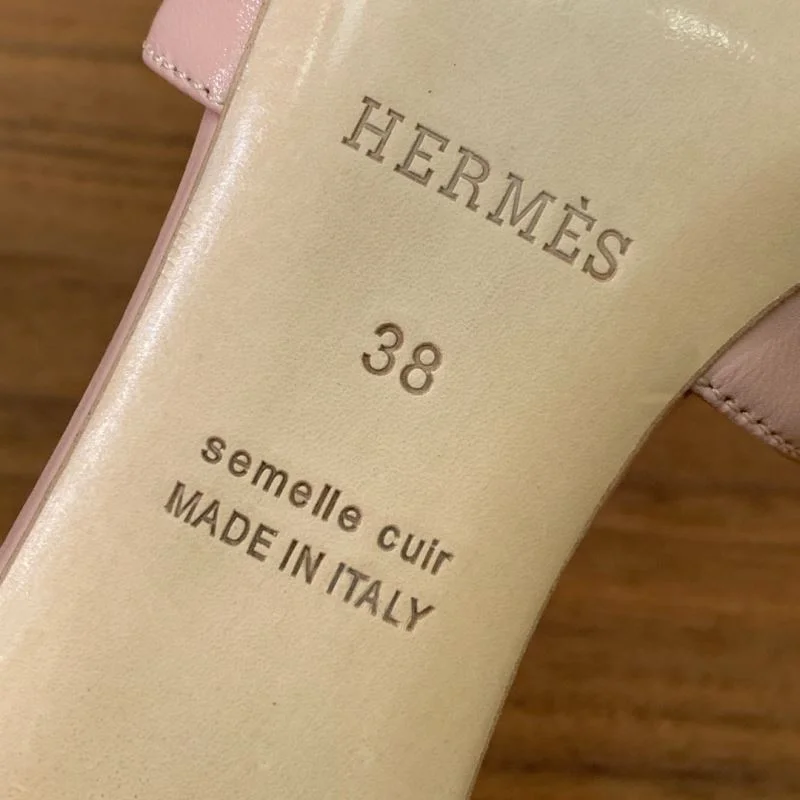 HERMÈS
38
semelle cuir
MADE IN ITALY